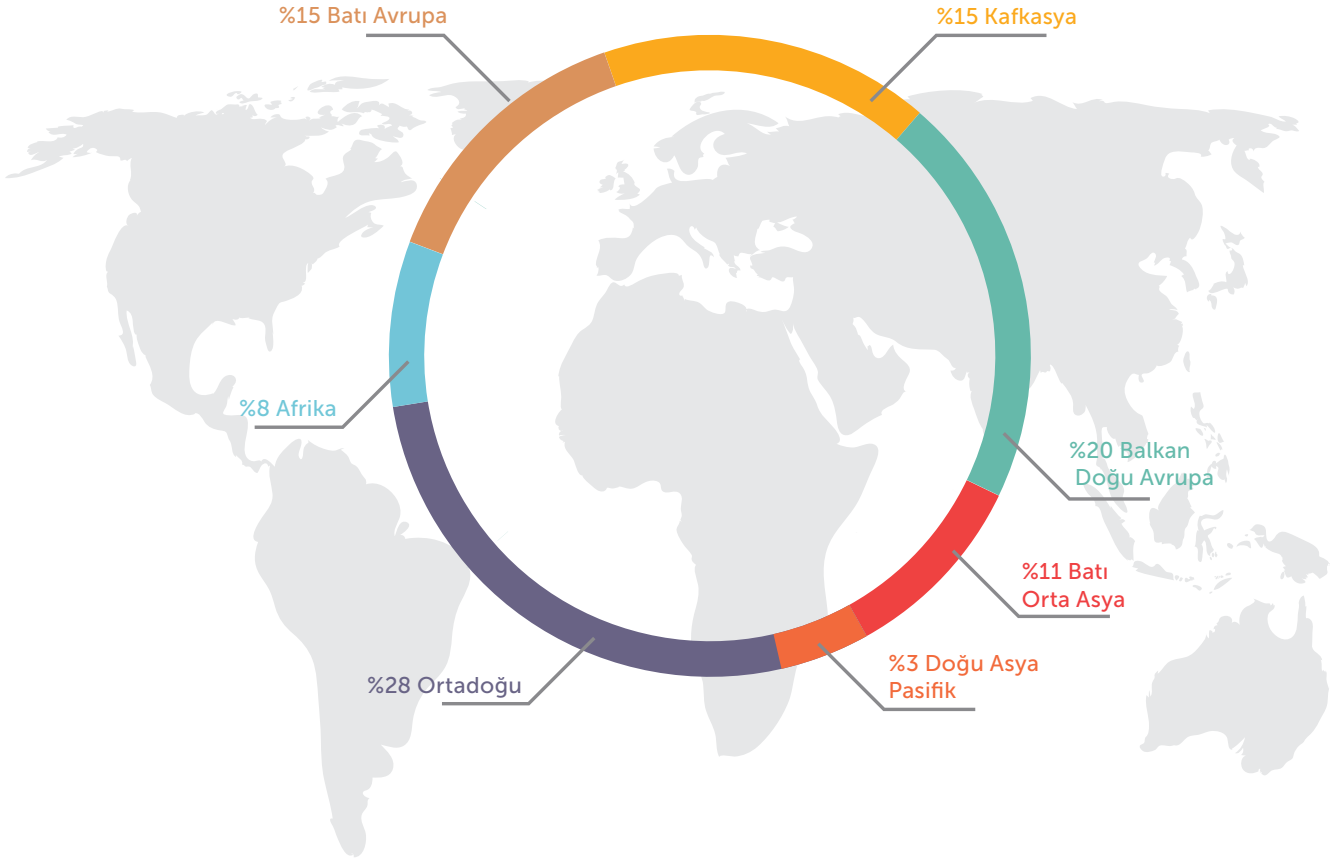 %15 Batı Avrupa
%15 Kafkasya
%8 Afrika
%20 Balkan
Doğu Avrupa
%11 Batı
Orta Asya
%3 Doğu Asya
Pasifik
%28 Ortadoğu